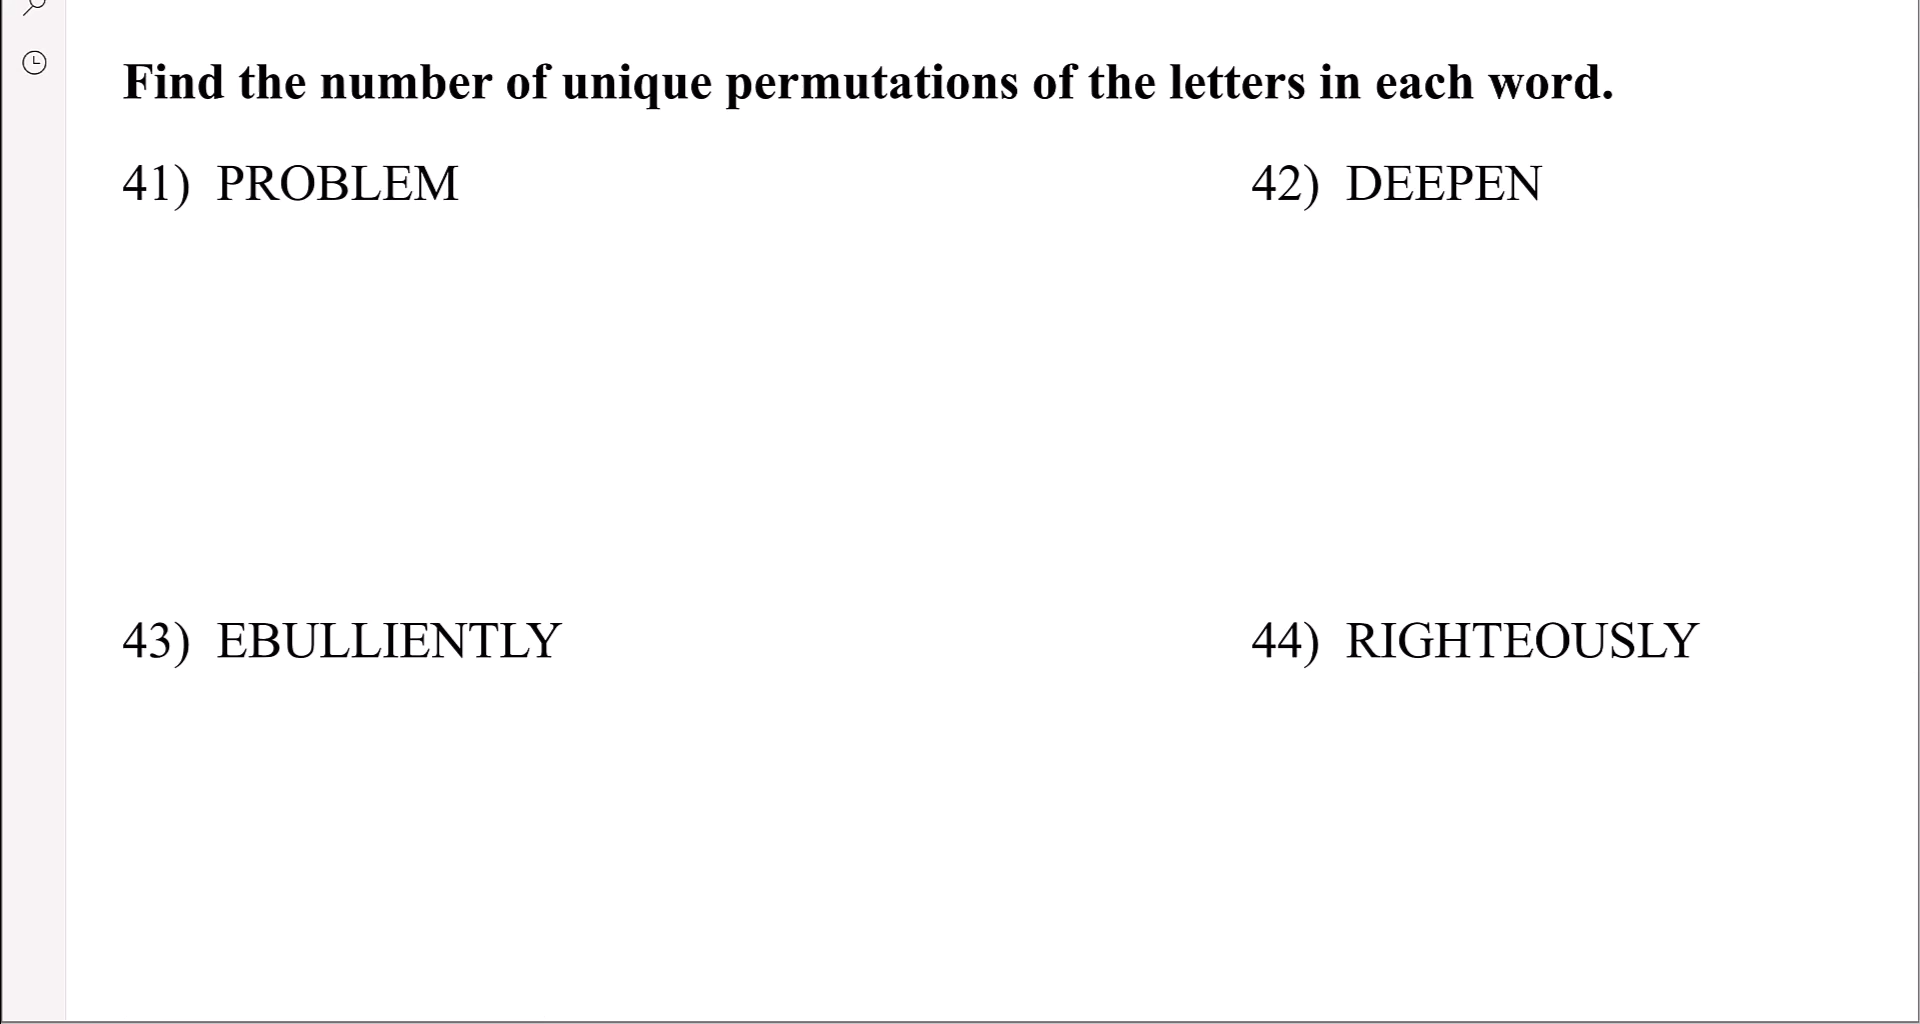 Find the number of unique permutations of the letters in each word.
41) PROBLEM
42) DEEPEN
43) EBULLIENTLY
44) RIGHTEOUSLY